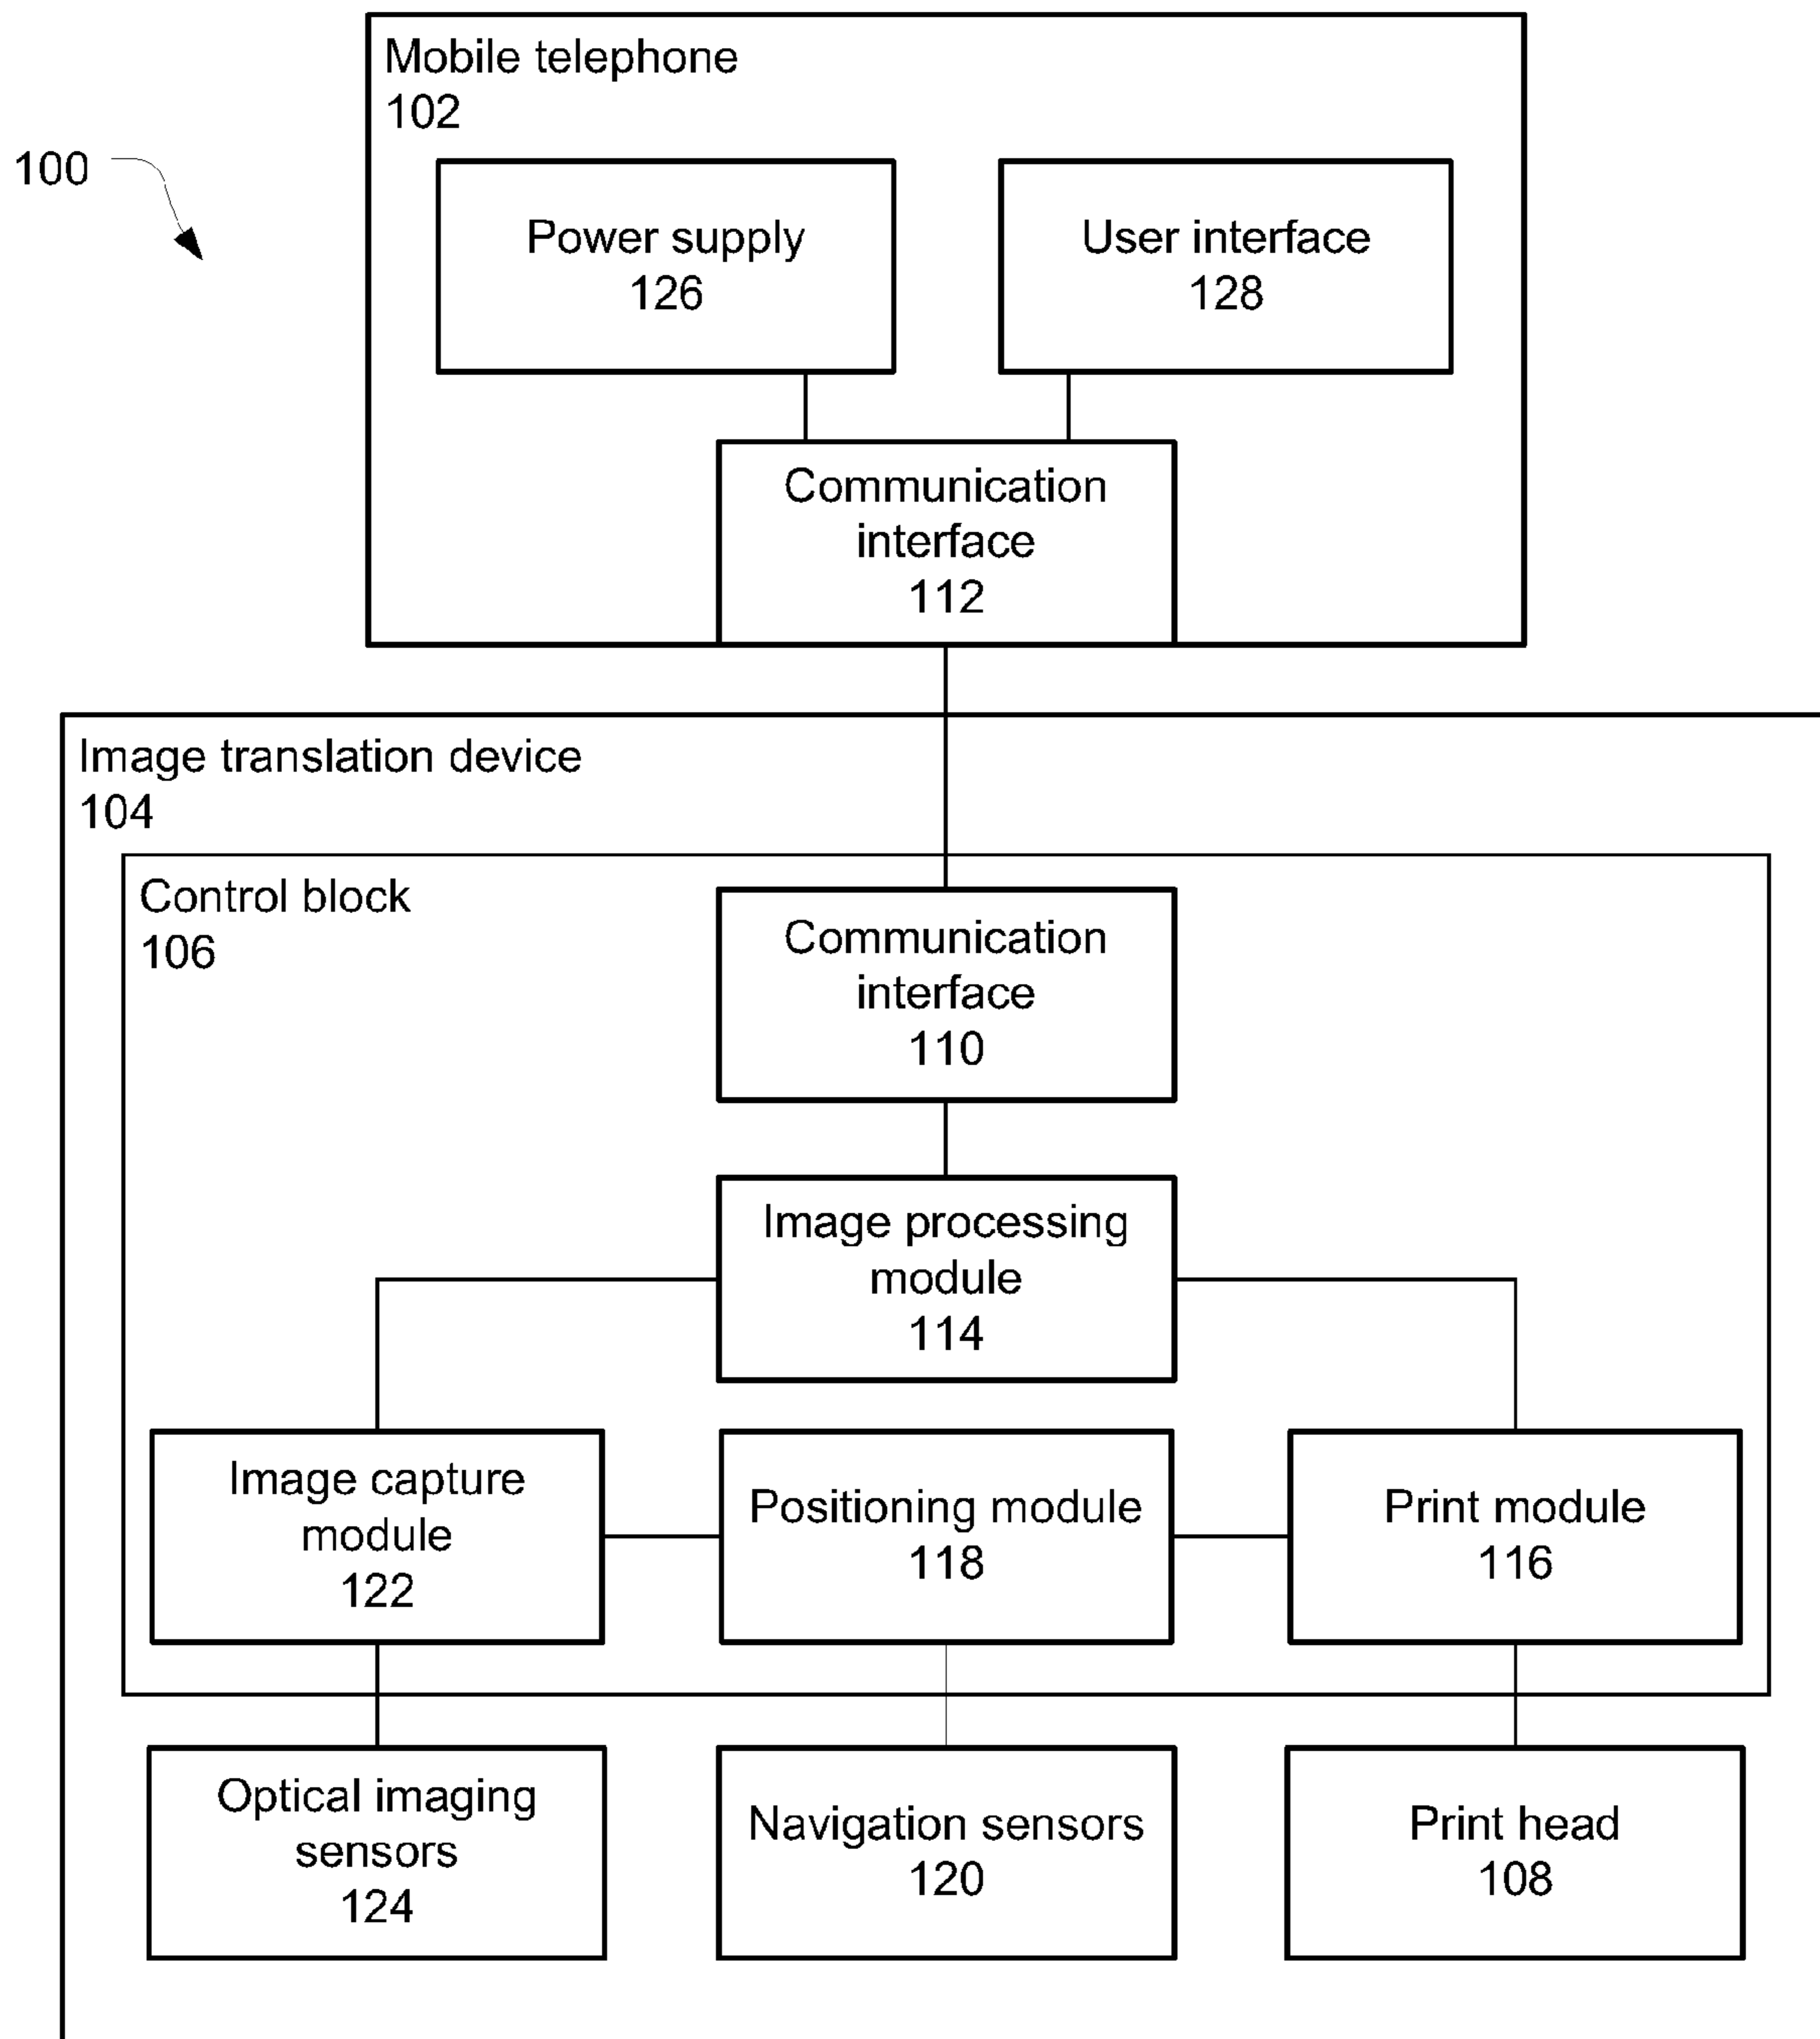 Mobile telephone
102
100
Power supply
126
User interface
128
Communication
interface
112
Image translation device
104
Control block
106
Communication
interface
110
Image processing
module
114
Image capture
module
122
Positioning module
118
Print module
116
Optical imaging
sensors
124
Navigation sensors
120
Print head
108